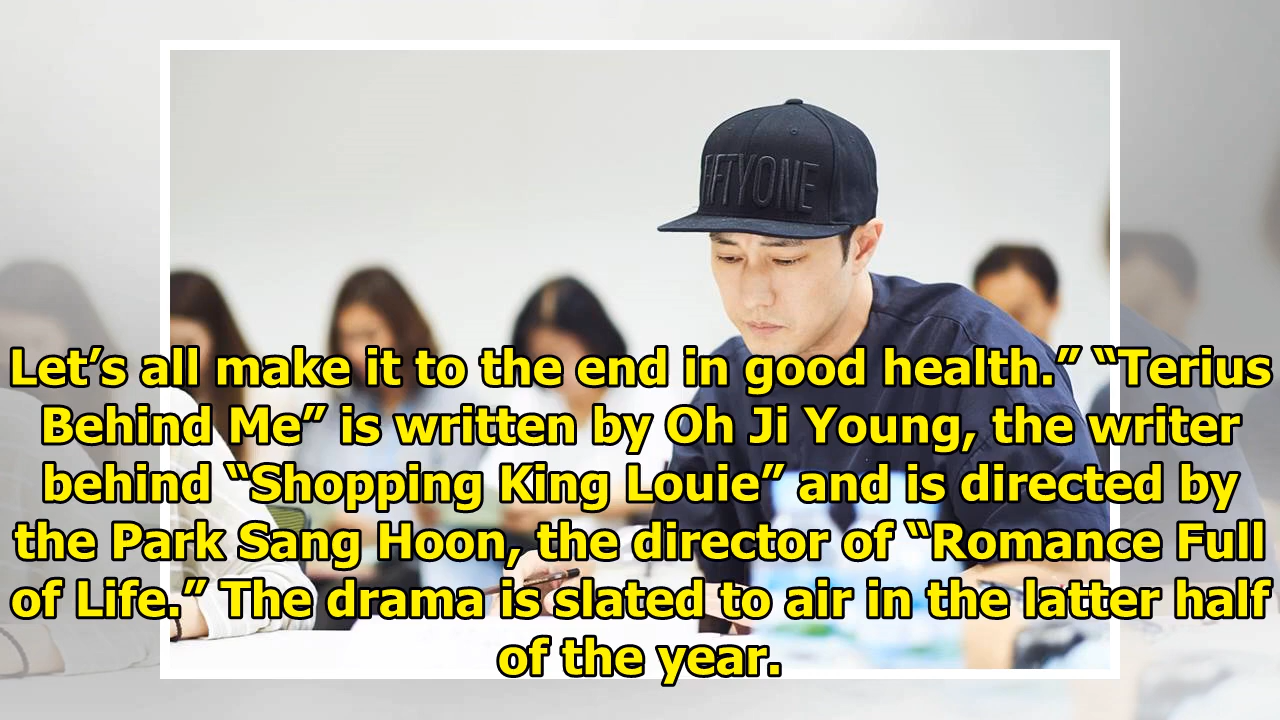 FIFTYONE
Let’s all make it to the end in good health.” “Terius
Behind Me” is written by Oh Ji Young, the writer
behind “Shopping King Louie” and is directed by
the Park Sang Hoon, the director of “Romance Full
of Life.” The drama is slated to air in the latter half
of the year.